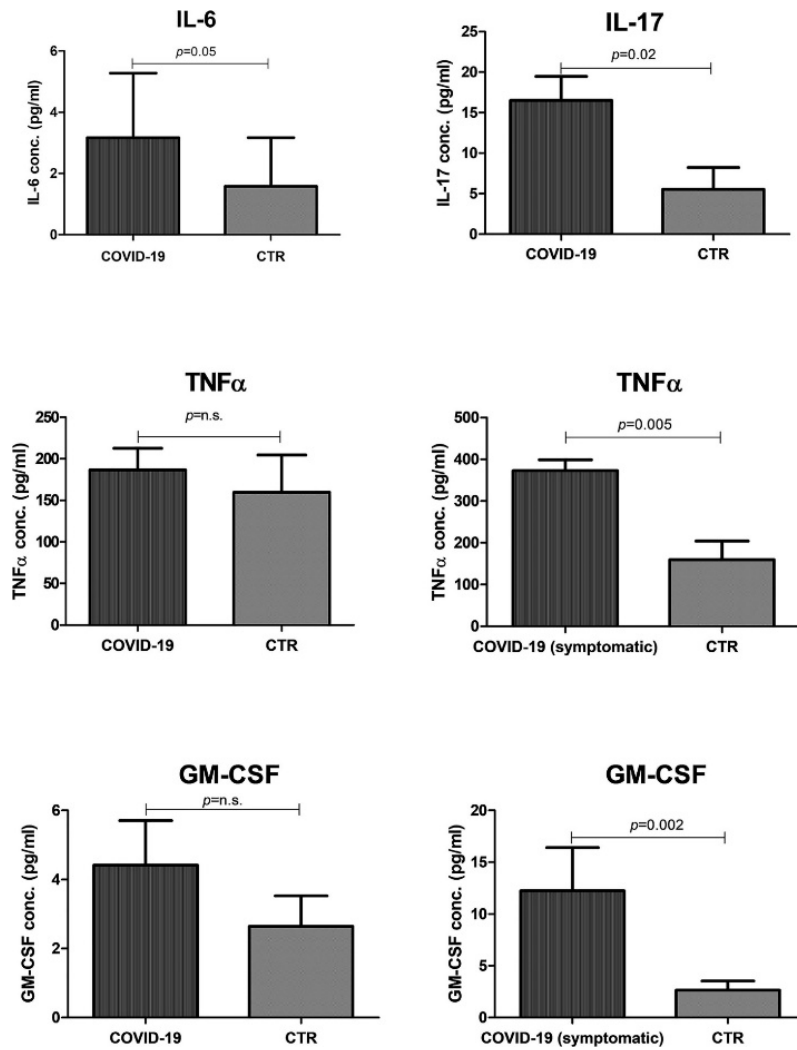 IL-6
p=0.05
IL-6 conc. (pg/ml)
6
4
2
0
COVID-19 CTR
IL-17
p=0.02
IL-17 conc. (pg/ml)
25
20
15
10
5
0
COVID-19 CTR
TNFα
p=n.s.
TNFα conc. (pg/ml)
250
200
150
100
50
0
COVID-19 CTR
TNFα
p=0.005
TNFα conc. (pg/ml)
500
400
300
200
100
0
COVID-19 (symptomatic) CTR
GM-CSF
p=n.s.
GM-CSF conc. (pg/ml)
6
4
2
0
COVID-19 CTR
GM-CSF
p=0.002
GM-CSF conc. (pg/ml)
20
15
10
5
0
COVID-19 (symptomatic) CTR